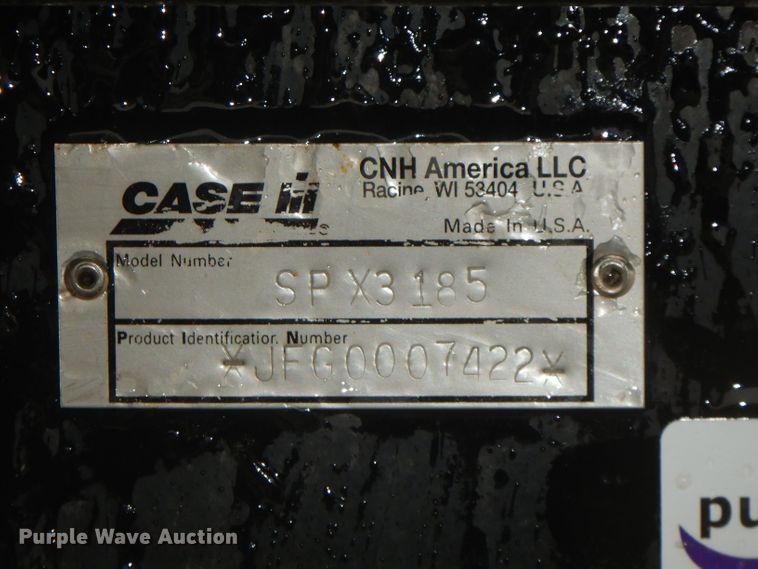 CASE IH
CNH America LLC
Racine WI 53404 U.S.A.
Made In U.S.A.
Model Number
SPX3185
Product Identification Number
*JFG0007422*
pu
Purple Wave Auction